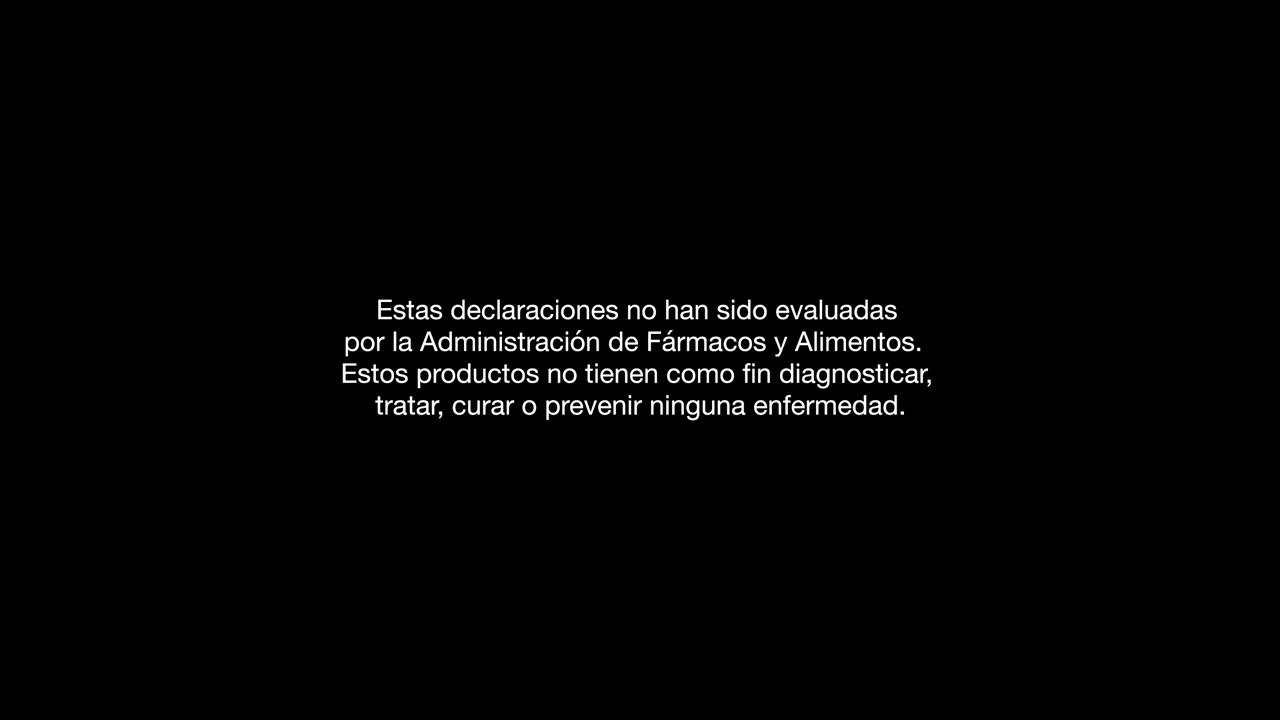 Estas declaraciones no han sido evaluadas
por la Administración de Fármacos y Alimentos.
Estos productos no tienen como fin diagnosticar,
tratar, curar o prevenir ninguna enfermedad.